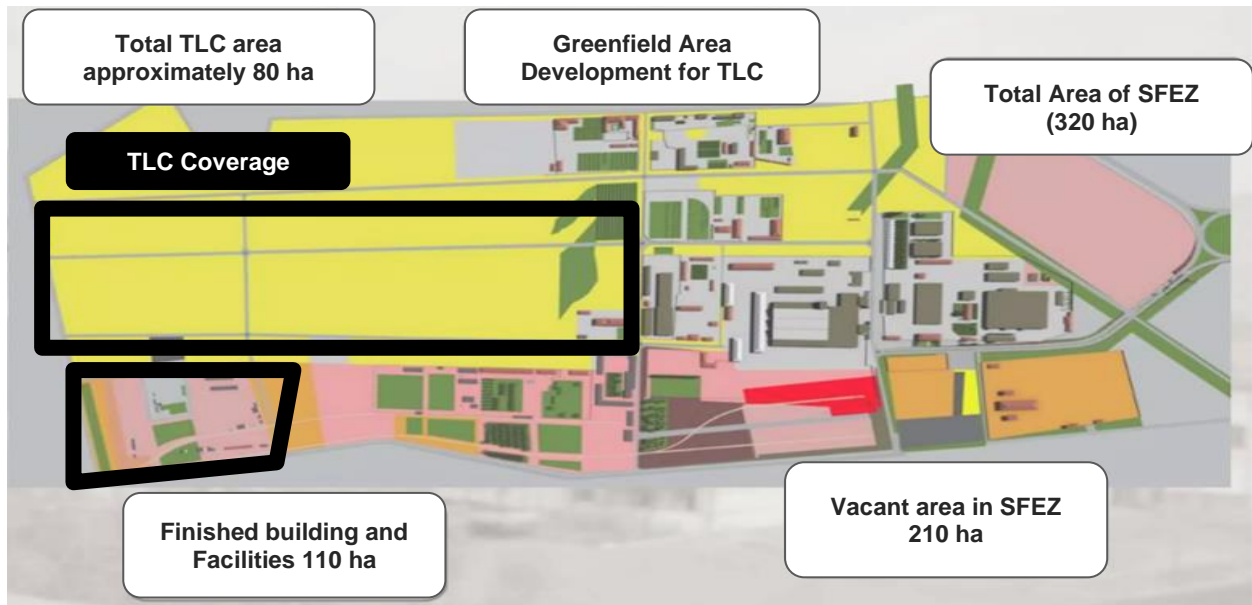 Total TLC area
approximately 80 ha
Greenfield Area
Development for TLC
Total Area of SFEZ
(320 ha)
TLC Coverage
Finished building and
Facilities 110 ha
Vacant area in SFEZ
210 ha